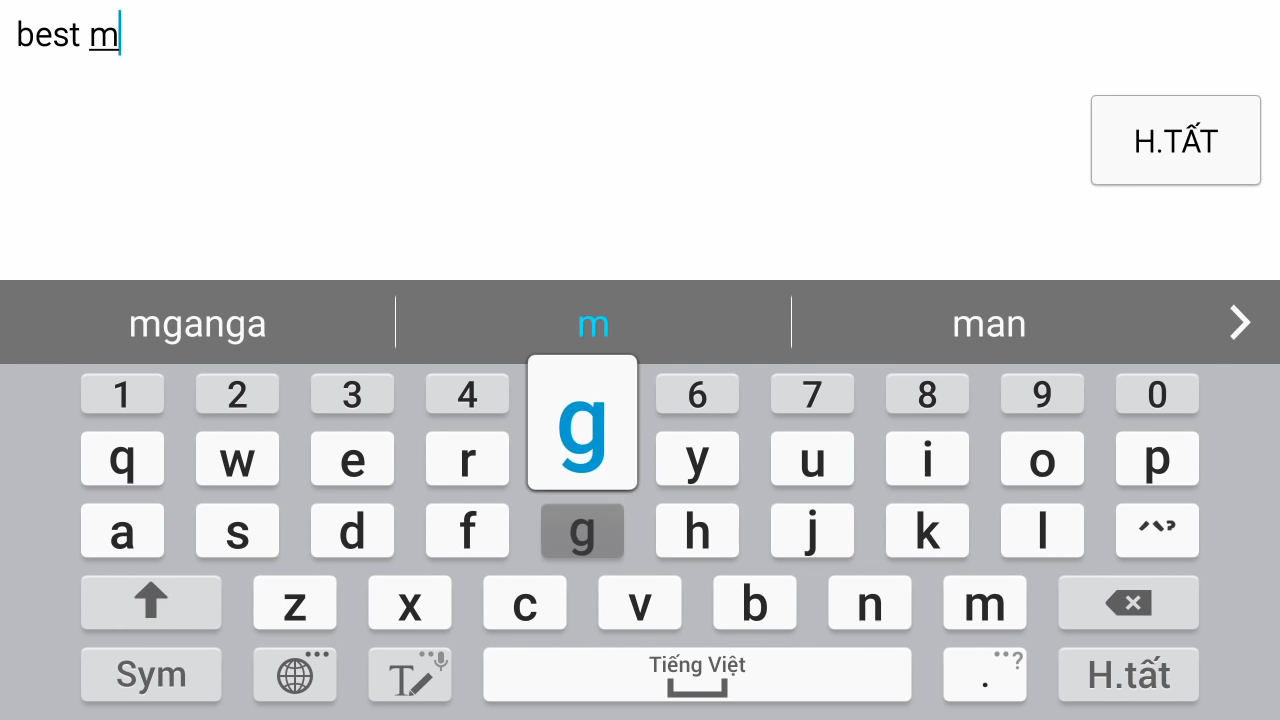 best m
H.TẤT
mganga m man
1 2 3 4 6 7 8 9 0
g
q w e r y u i o p
a s d f g h j k l ^~?
z x c v b n m
Sym T Tiếng Việt . ? H.tất